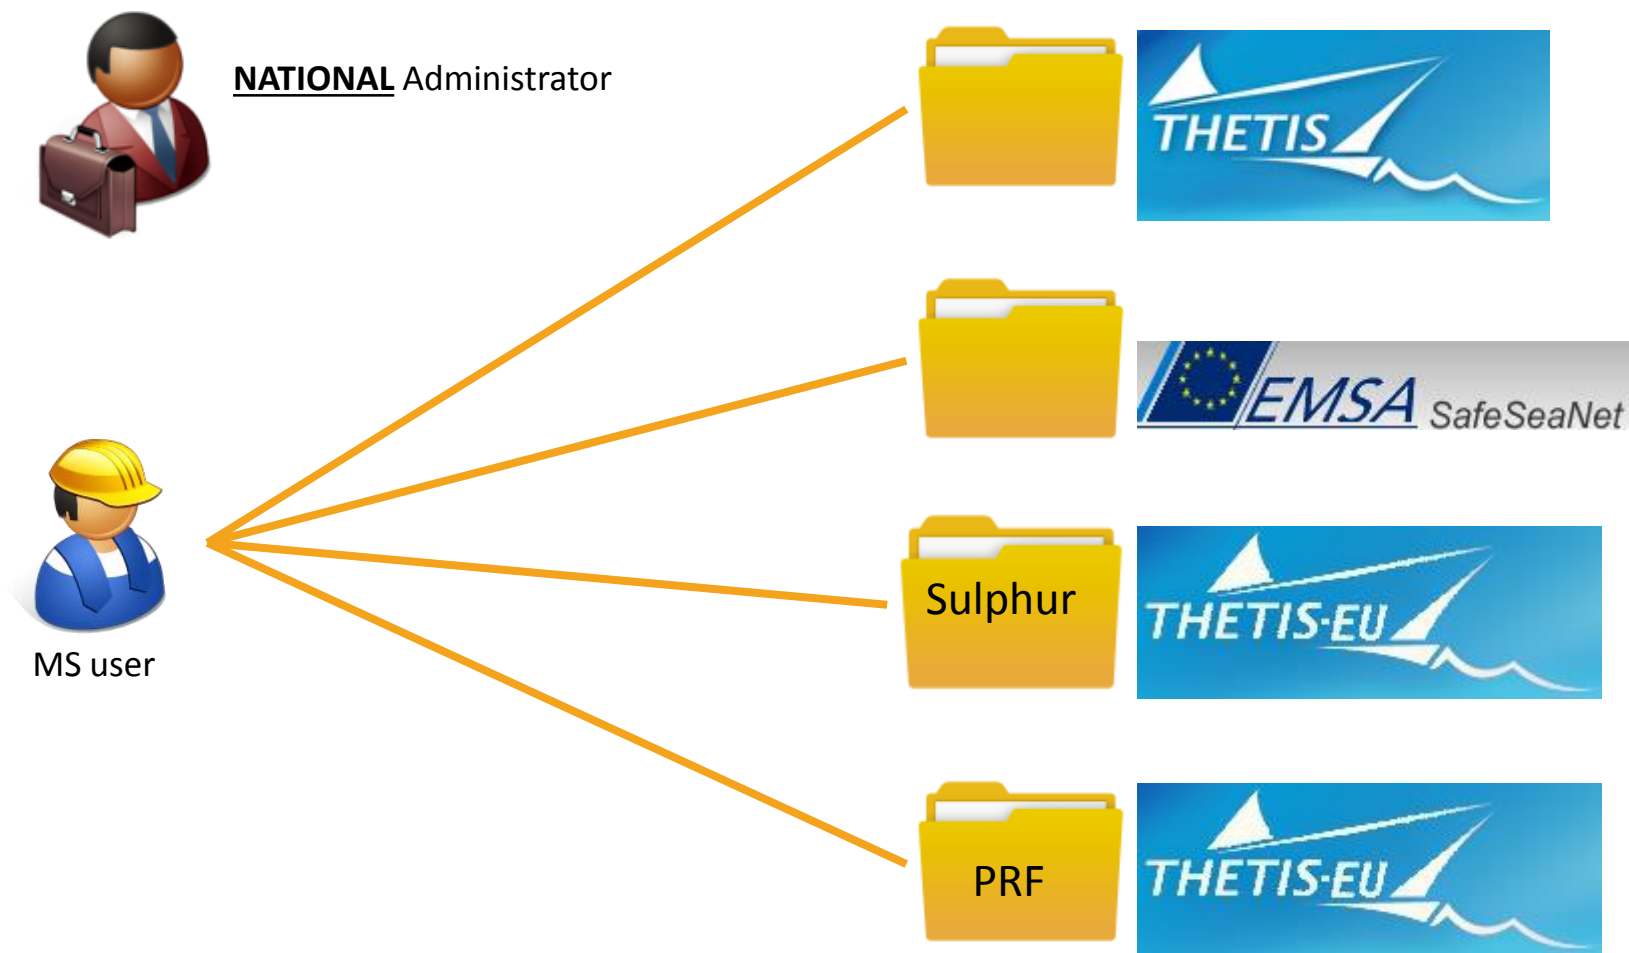 NATIONAL Administrator
THETIS
EMSA SafeSeaNet
Sulphur
THETIS-EU
MS user
PRF
THETIS-EU